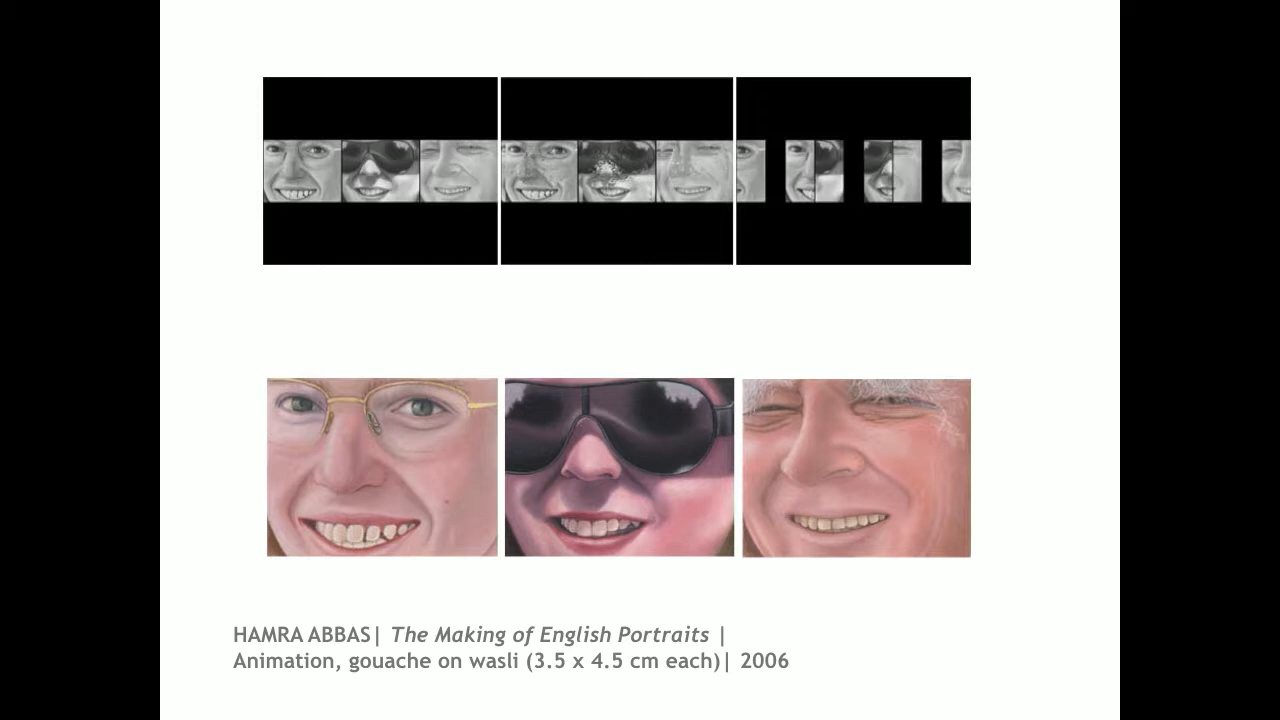 HAMRA ABBAS| The Making of English Portraits |
Animation, gouache on wasli (3.5 x 4.5 cm each)| 2006